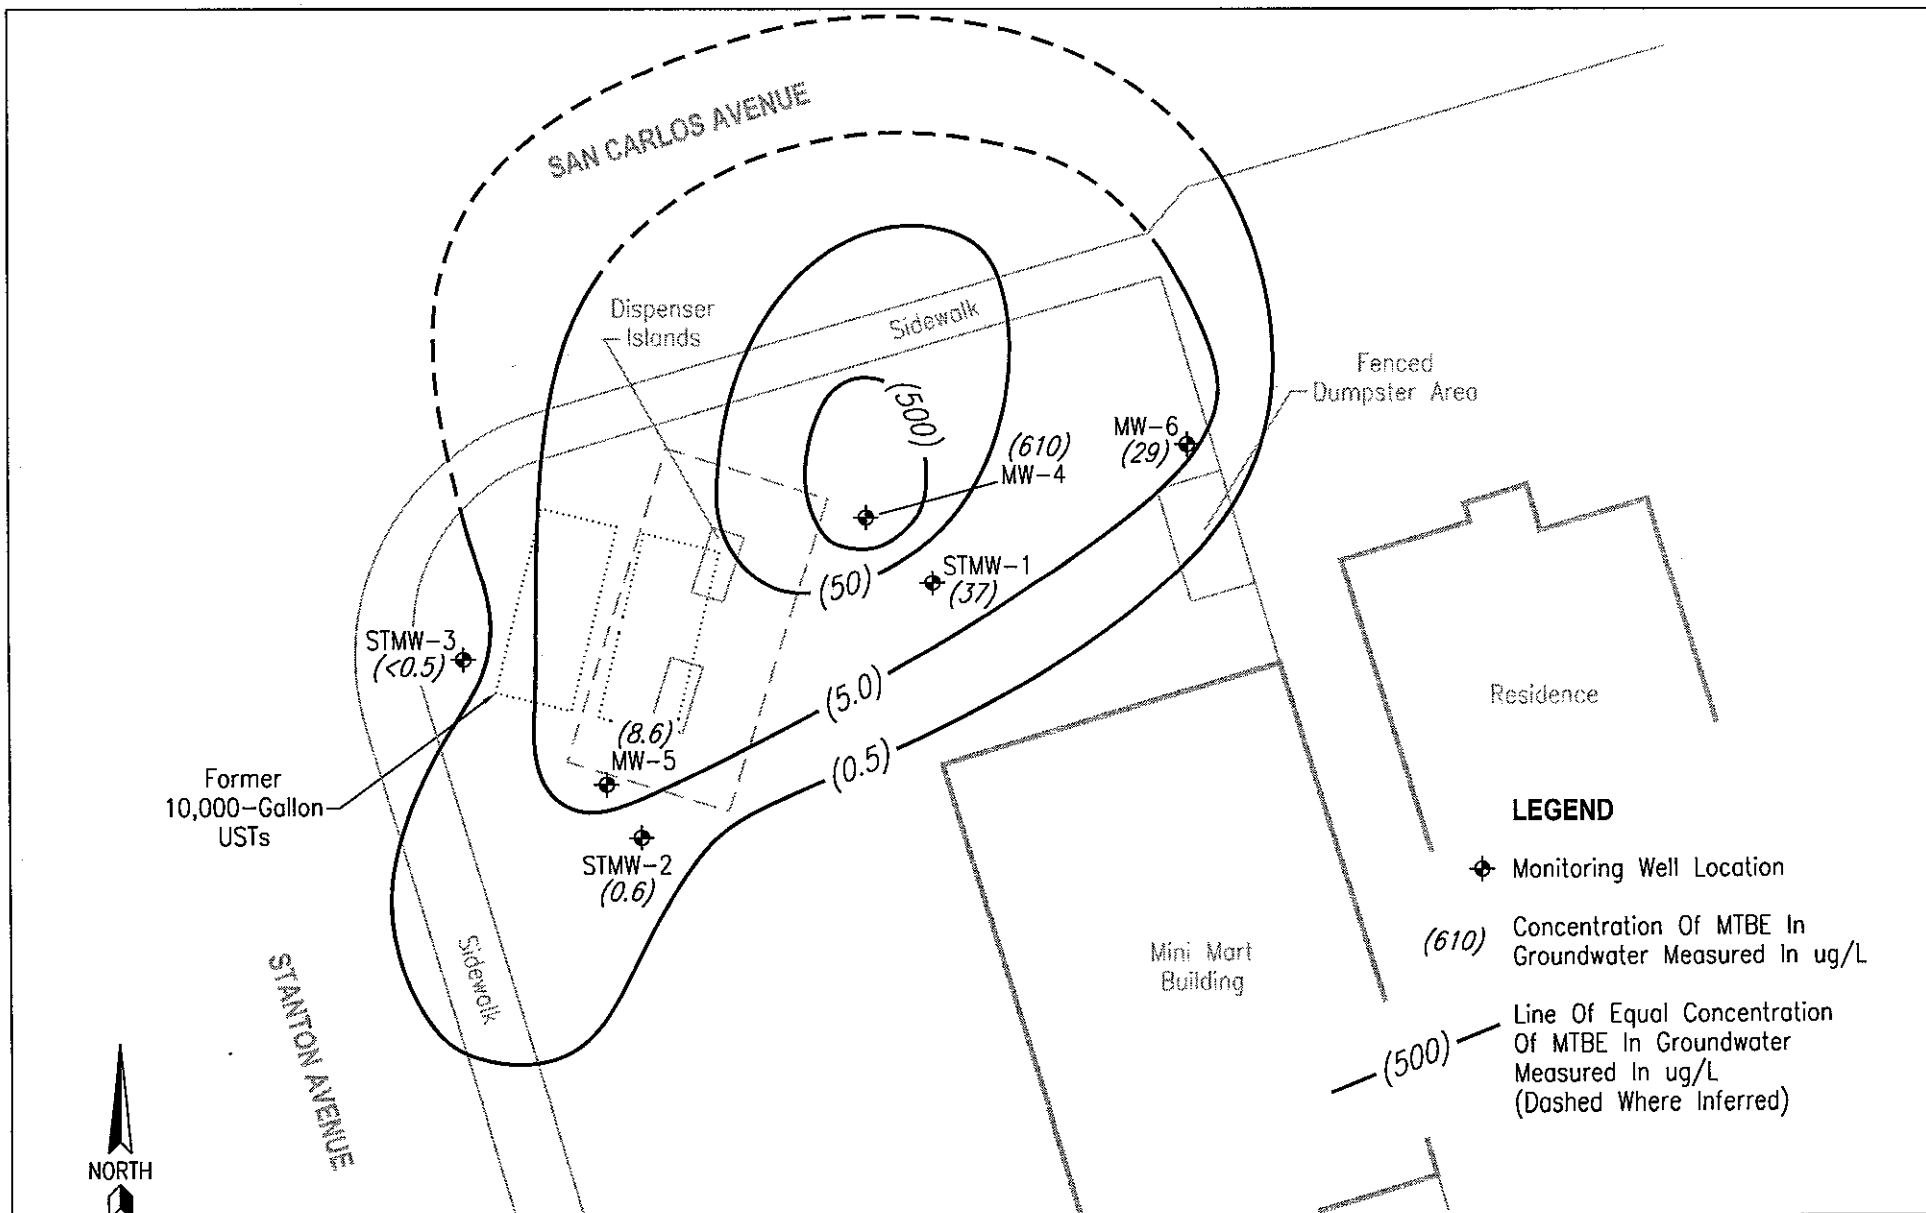 SAN CARLOS AVENUE
Dispenser
Islands
Sidewalk
Fenced
Dumpster Area
(500)
(610)
MW-4
MW-6
(29)
STMW-1
(37)
(50)
STMW-3
(<0.5)
(5.0)
(0.5)
(8.6)
MW-5
Former
10,000-Gallon
USTs
STMW-2
(0.6)
Residence
Mini Mart
Building
Sidewalk
STANTON AVENUE
NORTH
LEGEND
Monitoring Well Location
(610)
Concentration Of MTBE In
Groundwater Measured In ug/L
(500)
Line Of Equal Concentration
Of MTBE In Groundwater
Measured In ug/L
(Dashed Where Inferred)